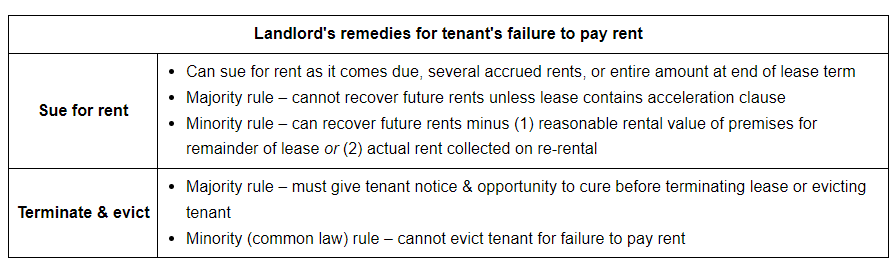 Landlord's remedies for tenant's failure to pay rent
Sue for rent
• Can sue for rent as it comes due, several accrued rents, or entire amount at end of lease term
• Majority rule – cannot recover future rents unless lease contains acceleration clause
• Minority rule – can recover future rents minus (1) reasonable rental value of premises for
remainder of lease or (2) actual rent collected on re-rental
Terminate & evict
• Majority rule – must give tenant notice & opportunity to cure before terminating lease or evicting
tenant
• Minority (common law) rule – cannot evict tenant for failure to pay rent